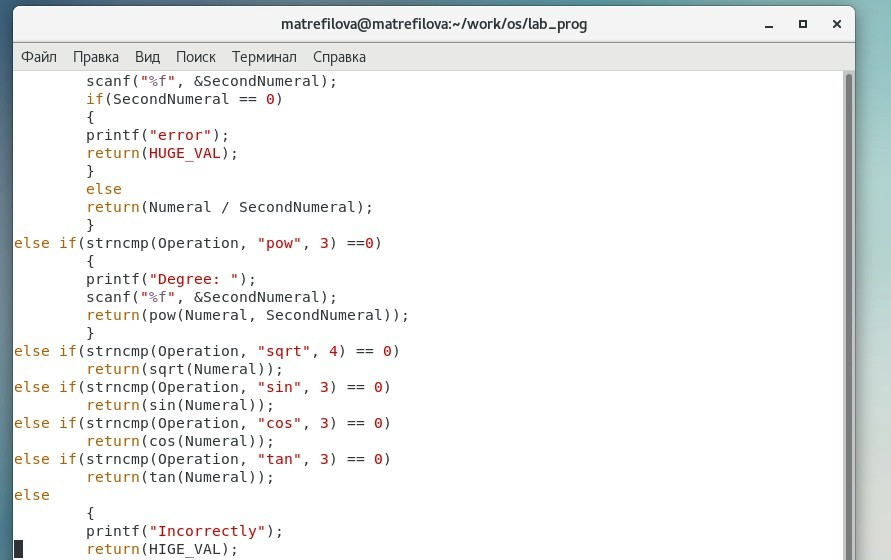 matrefilova@matrefilova:~/work/os/lab_prog
Файл Правка Вид Поиск Терминал Справка
scanf("%f", &SecondNumeral);
if(SecondNumeral == 0)
{
printf("error");
return(HUGE_VAL);
}
else
return(Numeral / SecondNumeral);
}
else if(strncmp(Operation, "pow", 3) ==0)
{
printf("Degree: ");
scanf("%f", &SecondNumeral);
return(pow(Numeral, SecondNumeral));
}
else if(strncmp(Operation, "sqrt", 4) == 0)
return(sqrt(Numeral));
else if(strncmp(Operation, "sin", 3) == 0)
return(sin(Numeral));
else if(strncmp(Operation, "cos", 3) == 0)
return(cos(Numeral));
else if(strncmp(Operation, "tan", 3) == 0)
return(tan(Numeral));
else
{
printf("Incorrectly");
return(HIGE_VAL);